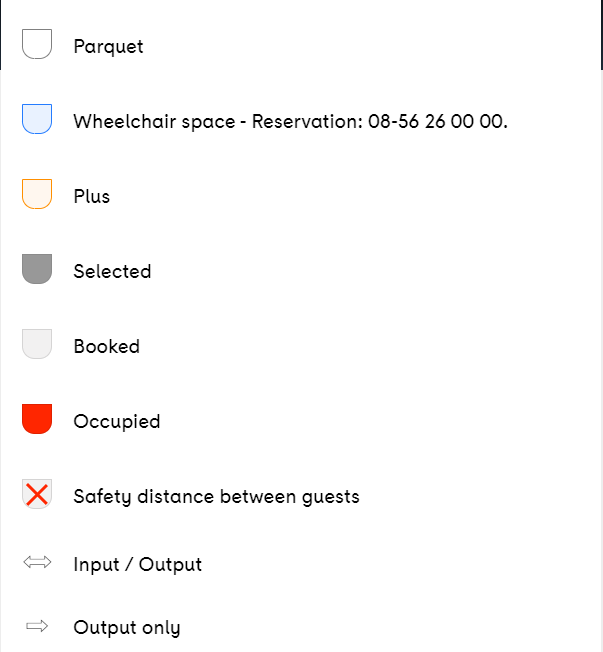 Parquet
Wheelchair space - Reservation: 08-56 26 00 00.
Plus
Selected
Booked
Occupied
Safety distance between guests
Input / Output
Output only